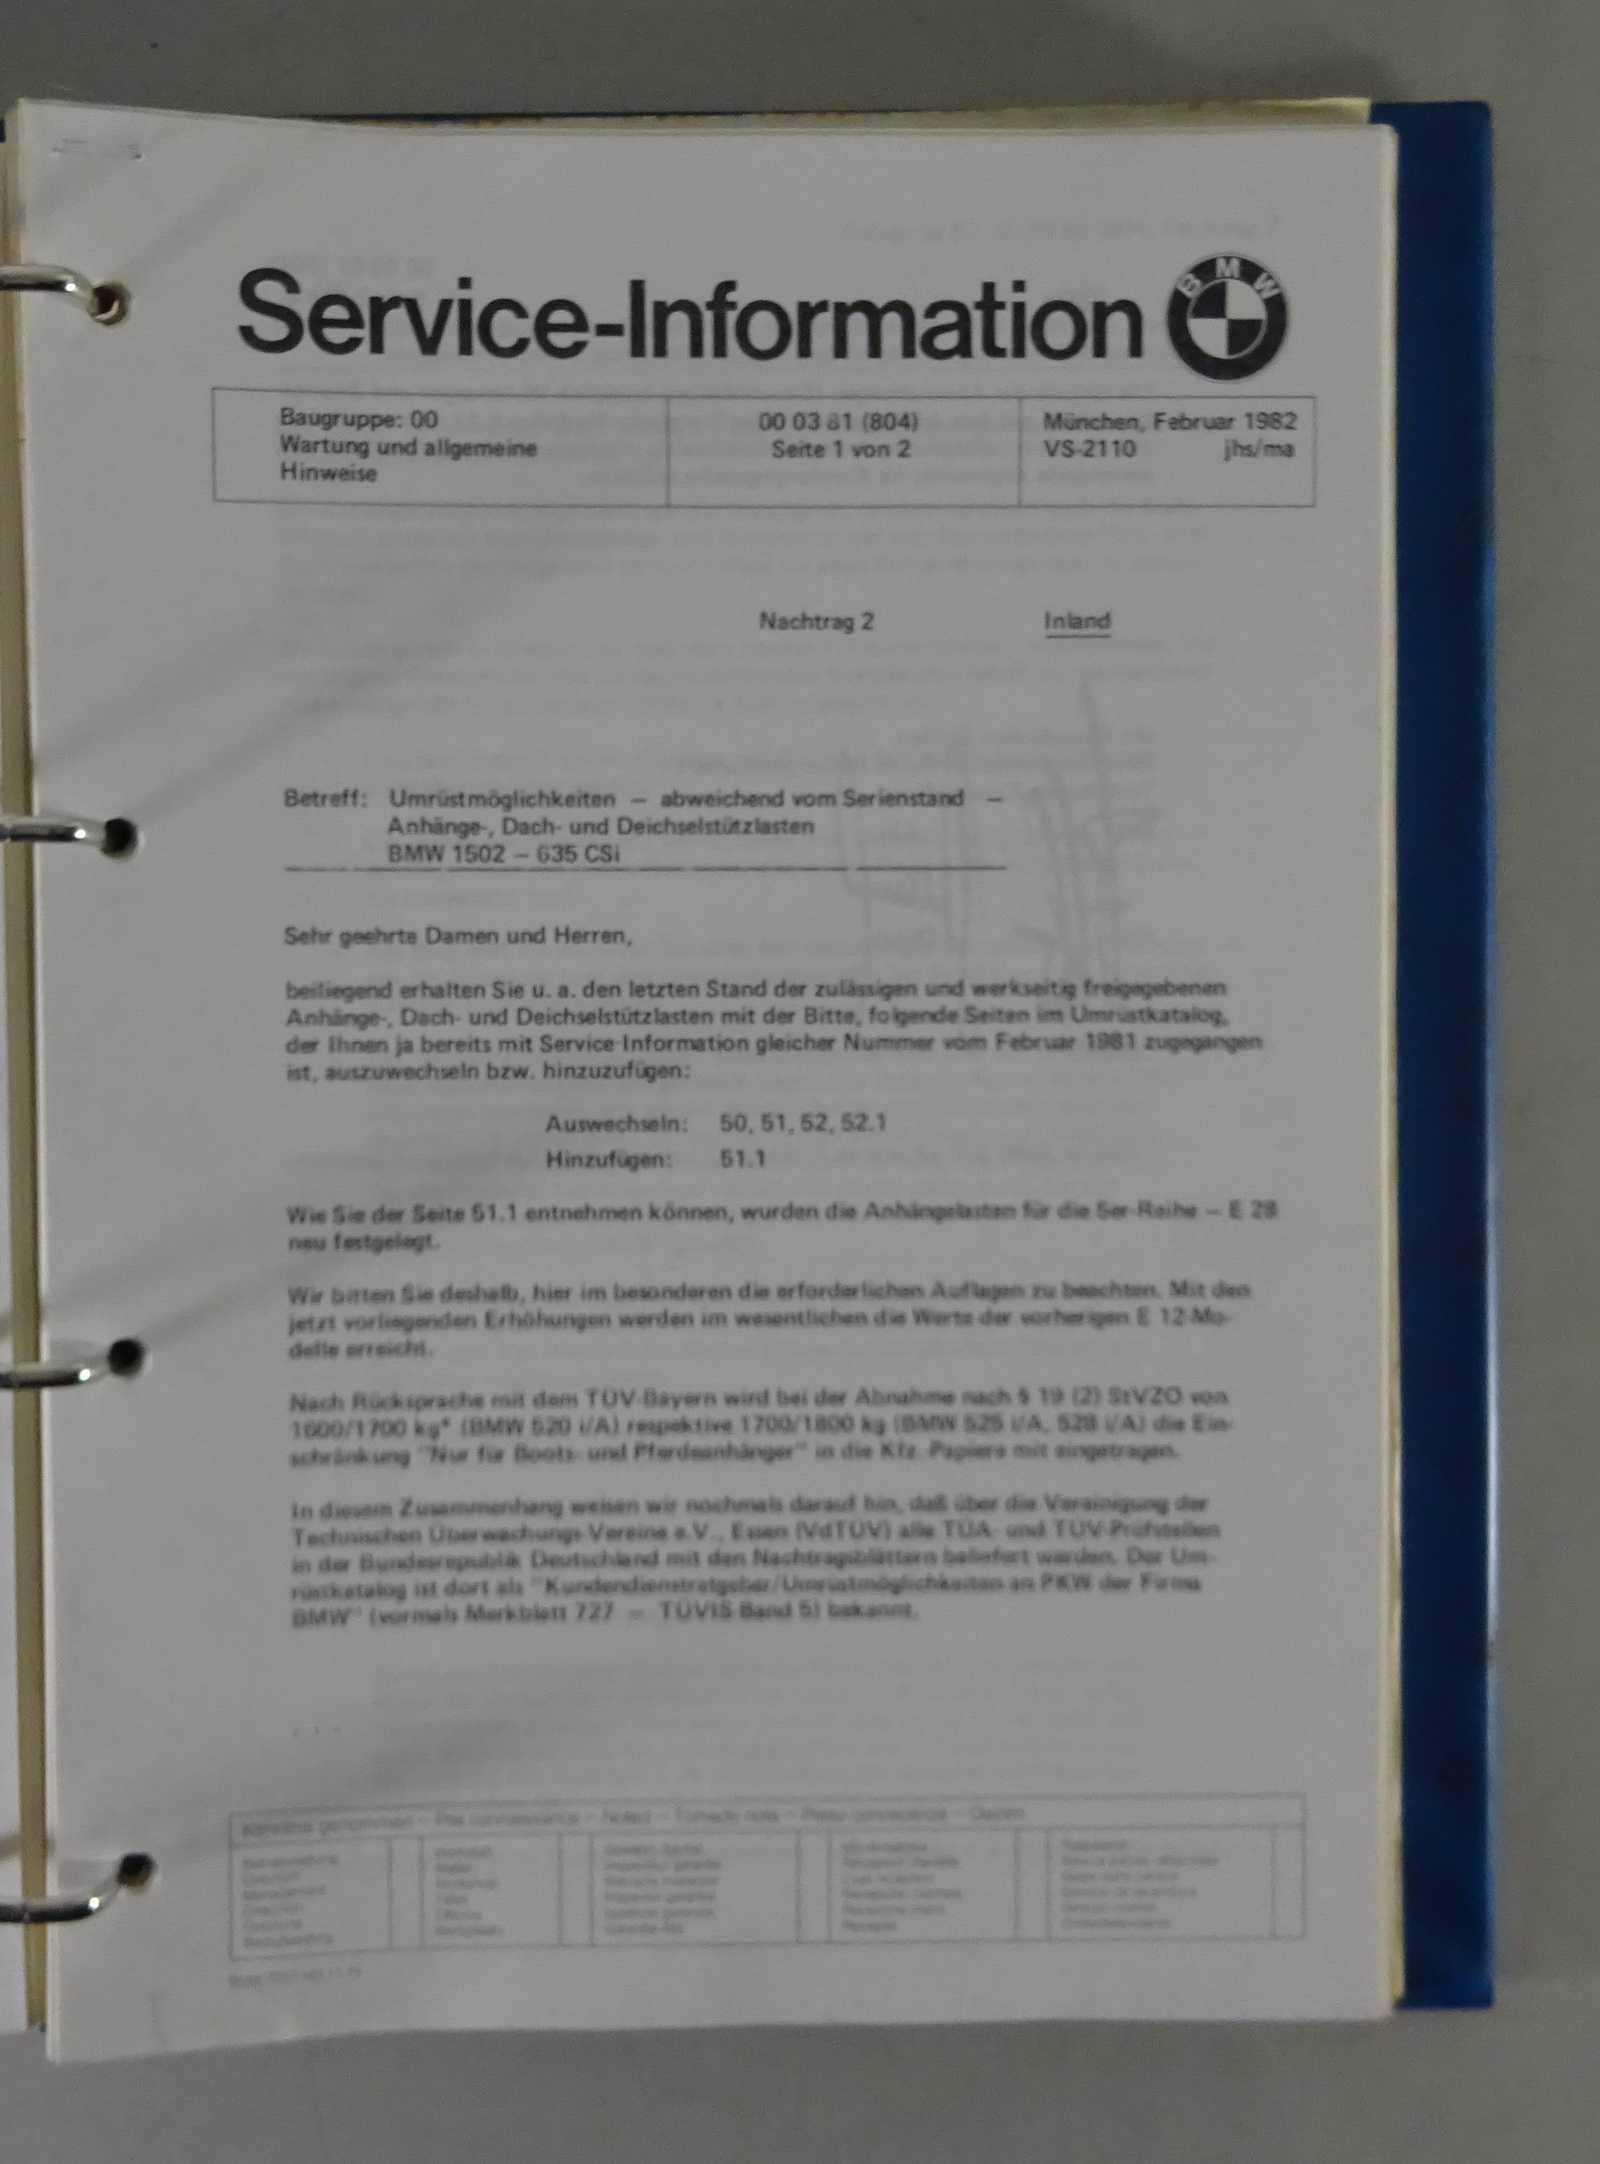 Service-Information
BMW
Baugruppe: 00
Wartung und allgemeine
Hinweise
00 03 81 (804)
Seite 1 von 2
München, Februar 1982
VS-2110 jhs/ma
Nachtrag 2 Inland
Betreff: Umrüstmöglichkeiten – abweichend vom Serienstand –
Anhänge-, Dach- und Deichselstützlasten
BMW 1502 – 635 CSi
Sehr geehrte Damen und Herren,
beiliegend erhalten Sie u. a. den letzten Stand der zulässigen und werkseitig freigegebenen
Anhänge-, Dach- und Deichselstützlasten mit der Bitte, folgende Seiten im Umrüstkatalog,
der Ihnen ja bereits mit Service-Information gleicher Nummer vom Februar 1981 zugegangen
ist, auszuwechseln bzw. hinzuzufügen:
Auswechseln: 50, 51, 52, 52.1
Hinzufügen: 51.1
Wie Sie der Seite 51.1 entnehmen können, wurden die Anhängelasten für die 5er-Reihe – E 28
neu festgelegt.
Wir bitten Sie deshalb, hier im besonderen die erforderlichen Auflagen zu beachten. Mit den
jetzt vorliegenden Erhöhungen werden im wesentlichen die Werte der vorherigen E 12-Mo-
delle erreicht.
Nach Rücksprache mit dem TÜV-Bayern wird bei der Abnahme nach § 19 (2) StVZO von
1600/1700 kg* (BMW 520 i/A) respektive 1700/1800 kg (BMW 525 i/A, 528 i/A) die Ein-
schränkung "Nur für Boots- und Pferdeanhänger" in die Kfz.-Papiere mit eingetragen.
In diesem Zusammenhang weisen wir nochmals darauf hin, daß über die Vereinigung der
Technischen Überwachungs-Vereine e.V., Essen (VdTÜV) alle TÜA- und TÜV-Prüfstellen
in der Bundesrepublik Deutschland mit den Nachtragsblättern beliefert werden. Der Um-
rüstkatalog ist dort als "Kundendienstratgeber/Umrüstmöglichkeiten an PKW der Firma
BMW" (vormals Merkblatt 727 – TÜVIS Band 5) bekannt.
. . .
Kenntnis genommen – Pris connaissance – Noted – Tomado nota – Preso conoscenza –